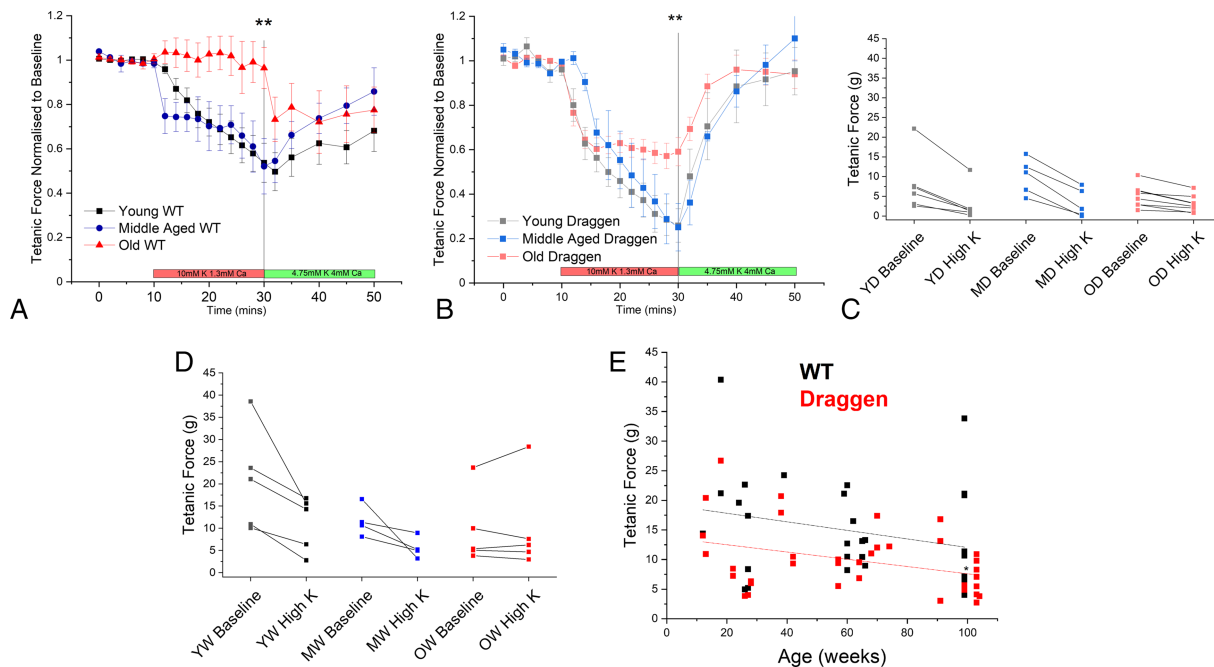 **
1.2
1
0.8
0.6
0.4
0.2
0
Tetanic Force Normalised to Baseline
Young WT
Middle Aged WT
Old WT
10mM K 1.3mM Ca
4.75mM K 4mM Ca
0
10
20
30
40
50
Time (mins)
A
**
1.2
1
0.8
0.6
0.4
1.2
0
Tetanic Force Normalised to Baseline
Young Draggen
Middle Aged Draggen
Old Draggen
10mM K 1.3mM Ca
4.75mM K 4mM Ca
0
10
20
30
40
50
Time (mins)
B
45
40
35
30
25
20
15
10
5
0
Tetanic Force (g)
YD Baseline
YD High K
MD Baseline
MD High K
OD Baseline
OD High K
C
D
45
40
35
30
25
20
15
10
5
0
Tetanic Force (g)
YW Baseline
YW High K
MW Baseline
MW High K
OW Baseline
OW High K
E
WT
Draggen
45
40
35
30
25
20
15
10
5
0
Tetanic Force (g)
*
0
20
40
60
80
100
Age (weeks)